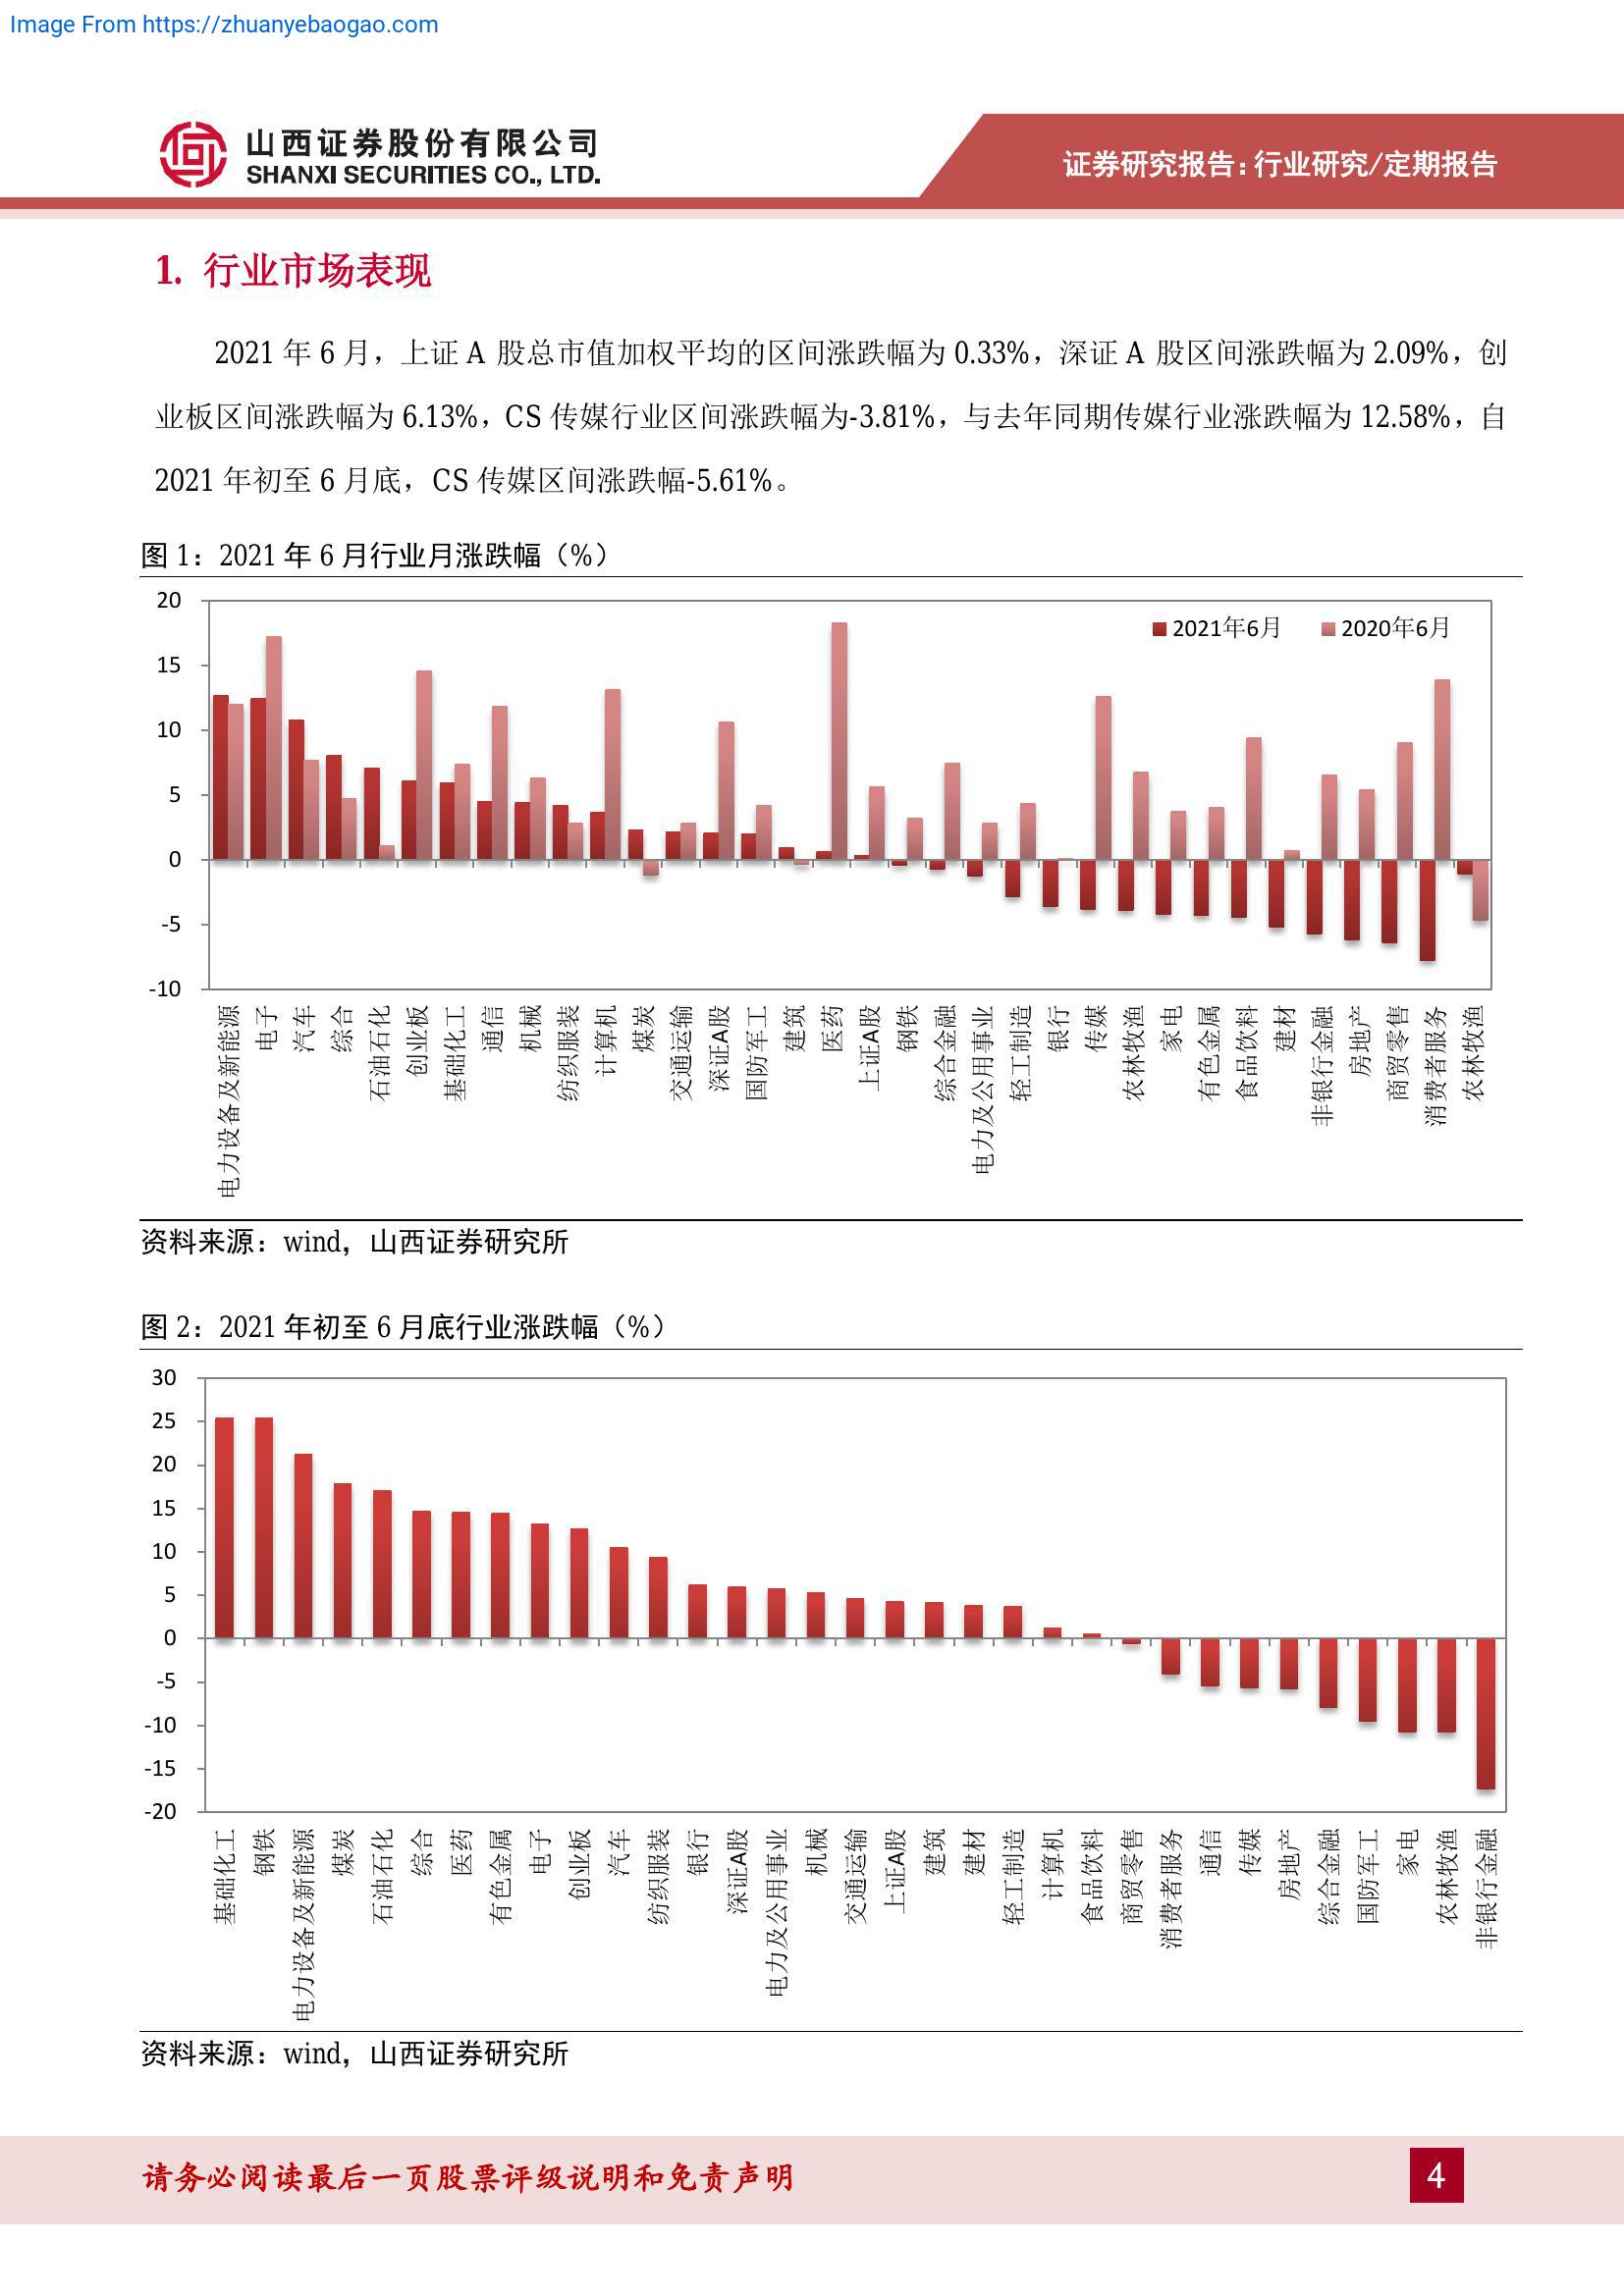 Image From https://zhuanyebaogao.com
山西证券股份有限公司
SHANXI SECURITIES CO., LTD.
证券研究报告:行业研究/定期报告
1. 行业市场表现
2021 年 6 月，上证 A 股总市值加权平均的区间涨跌幅为 0.33%，深证 A 股区间涨跌幅为 2.09%，创
业板区间涨跌幅为 6.13%，CS 传媒行业区间涨跌幅为-3.81%，与去年同期传媒行业涨跌幅为 12.58%，自
2021 年初至 6 月底，CS 传媒区间涨跌幅-5.61%。
图 1：2021 年 6 月行业月涨跌幅（%）
20
15
10
5
0
-5
-10
2021年6月
2020年6月
电力设备及新能源
电子
汽车
综合
石油石化
创业板
基础化工
通信
机械
纺织服装
计算机
煤炭
交通运输
深证A股
国防军工
建筑
医药
上证A股
钢铁
综合金融
电力及公用事业
轻工制造
银行
传媒
农林牧渔
家电
有色金属
食品饮料
建材
非银行金融
房地产
商贸零售
消费者服务
农林牧渔
资料来源：wind，山西证券研究所
图 2：2021 年初至 6 月底行业涨跌幅（%）
30
25
20
15
10
5
0
-5
-10
-15
-20
基础化工
钢铁
电力设备及新能源
煤炭
石油石化
综合
医药
有色金属
电子
创业板
汽车
纺织服装
银行
深证A股
电力及公用事业
机械
交通运输
上证A股
建筑
建材
轻工制造
计算机
食品饮料
商贸零售
消费者服务
通信
传媒
房地产
综合金融
国防军工
家电
农林牧渔
非银行金融
资料来源：wind，山西证券研究所
请务必阅读最后一页股票评级说明和免责声明
4